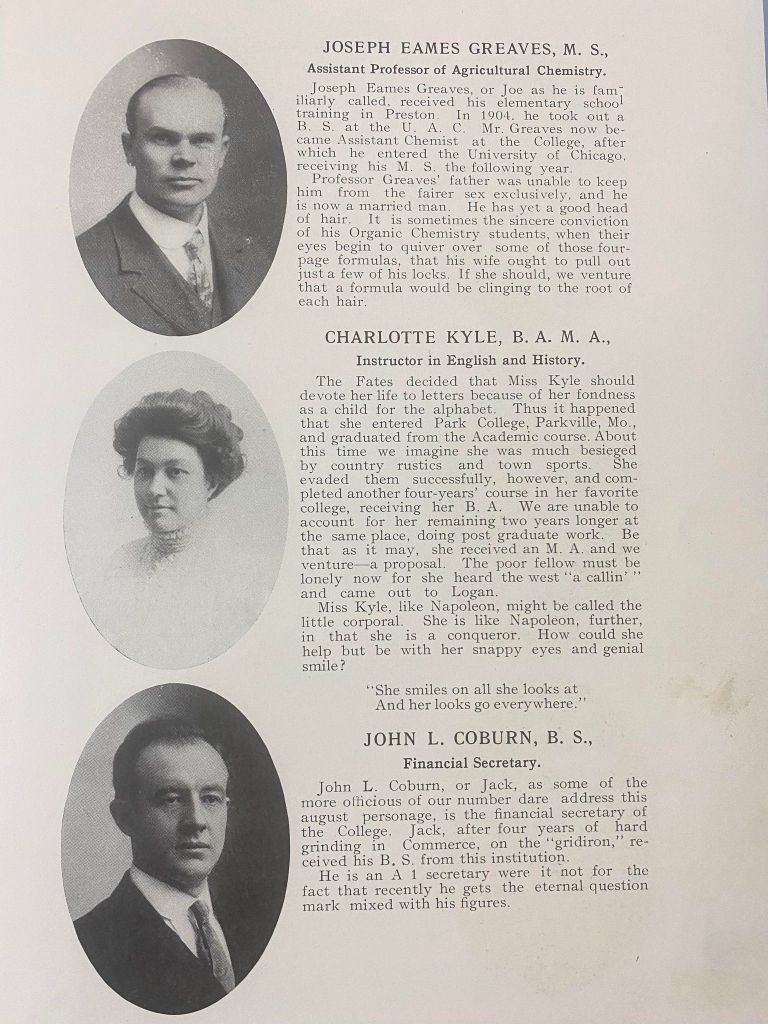 JOSEPH EAMES GREAVES, M. S.,
Assistant Professor of Agricultural Chemistry.
Joseph Eames Greaves, or Joe as he is fam-
iliarly called, received his elementary school
training in Preston. In 1904, he took out a
B. S. at the U. A. C. Mr. Greaves now be-
came Assistant Chemist at the College, after
which he entered the University of Chicago,
receiving his M. S. the following year.
Professor Greaves' father was unable to keep
him from the fairer sex exclusively, and he
is now a married man. He has yet a good head
of hair. It is sometimes the sincere conviction
of his Organic Chemistry students, when their
eyes begin to quiver over some of those four-
page formulas, that his wife ought to pull out
just a few of his locks. If she should, we venture
that a formula would be clinging to the root of
each hair.
CHARLOTTE KYLE, B. A. M. A.,
Instructor in English and History.
The Fates decided that Miss Kyle should
devote her life to letters because of her fondness
as a child for the alphabet. Thus it happened
that she entered Park College, Parkville, Mo.,
and graduated from the Academic course. About
this time we imagine she was much besieged
by country rustics and town sports. She
evaded them successfully, however, and com-
pleted another four-years' course in her favorite
college, receiving her B. A. We are unable to
account for her remaining two years longer at
the same place, doing post graduate work. Be
that as it may, she received an M. A. and we
venture—a proposal. The poor fellow must be
lonely now for she heard the west "a callin' "
and came out to Logan.
Miss Kyle, like Napoleon, might be called the
little corporal. She is like Napoleon, further,
in that she is a conqueror. How could she
help but be with her snappy eyes and genial
smile?
"She smiles on all she looks at
And her looks go everywhere."
JOHN L. COBURN, B. S.,
Financial Secretary.
John L. Coburn, or Jack, as some of the
more officious of our number dare address this
august personage, is the financial secretary of
the College. Jack, after four years of hard
grinding in Commerce, on the "gridiron," re-
ceived his B. S. from this institution.
He is an A 1 secretary were it not for the
fact that recently he gets the eternal question
mark mixed with his figures.